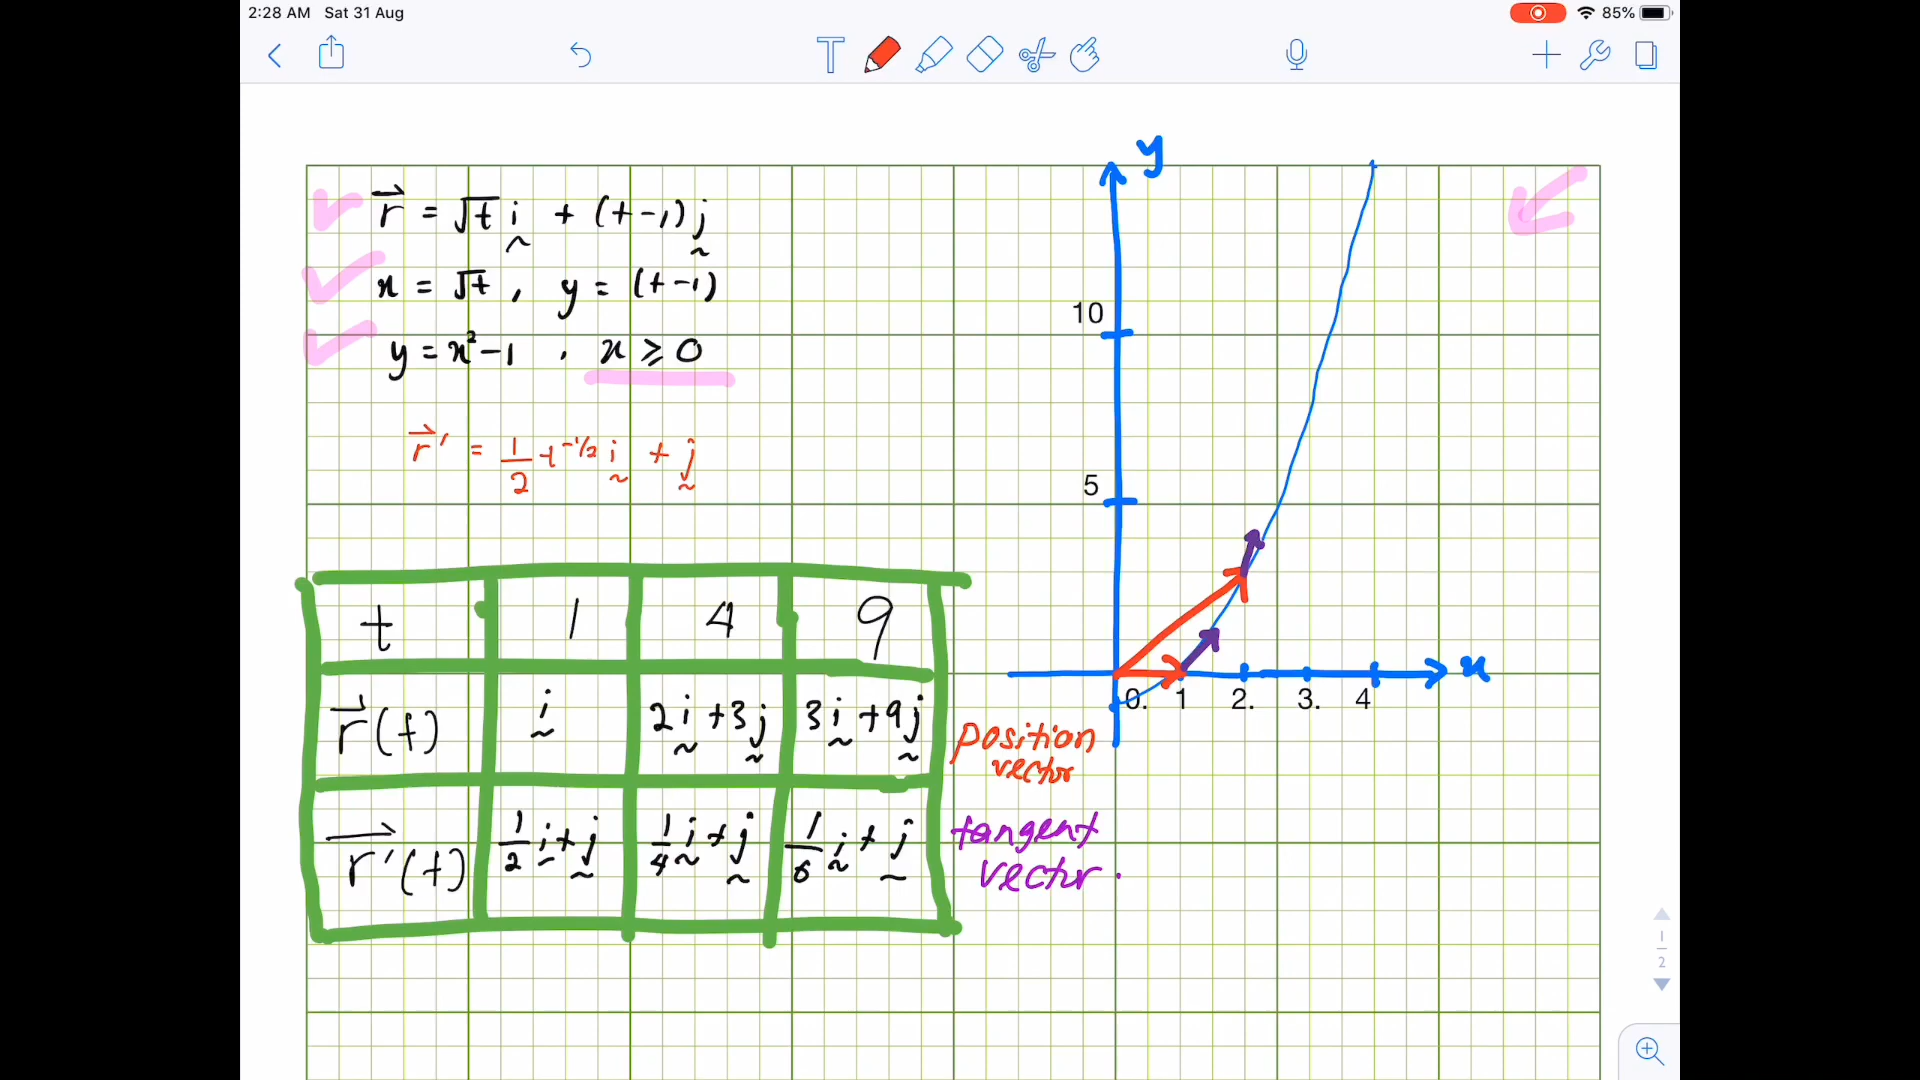 2:28 AM Sat 31 Aug
85%
T
r⃗ = √t i + (t-1) j
x = √t , y = (t-1)
y = x² - 1 , x ≥ 0
r⃗' = 1/2 t^-1/2 i + j
t 1 4 9
r⃗(t) i 2i + 3j 3i + 9j
r⃗'(t) 1/2 i + j 1/4 i + j 1/6 i + j
position
vector
tangent
vector
y
10
5
x
0. 1 2. 3. 4
1
2